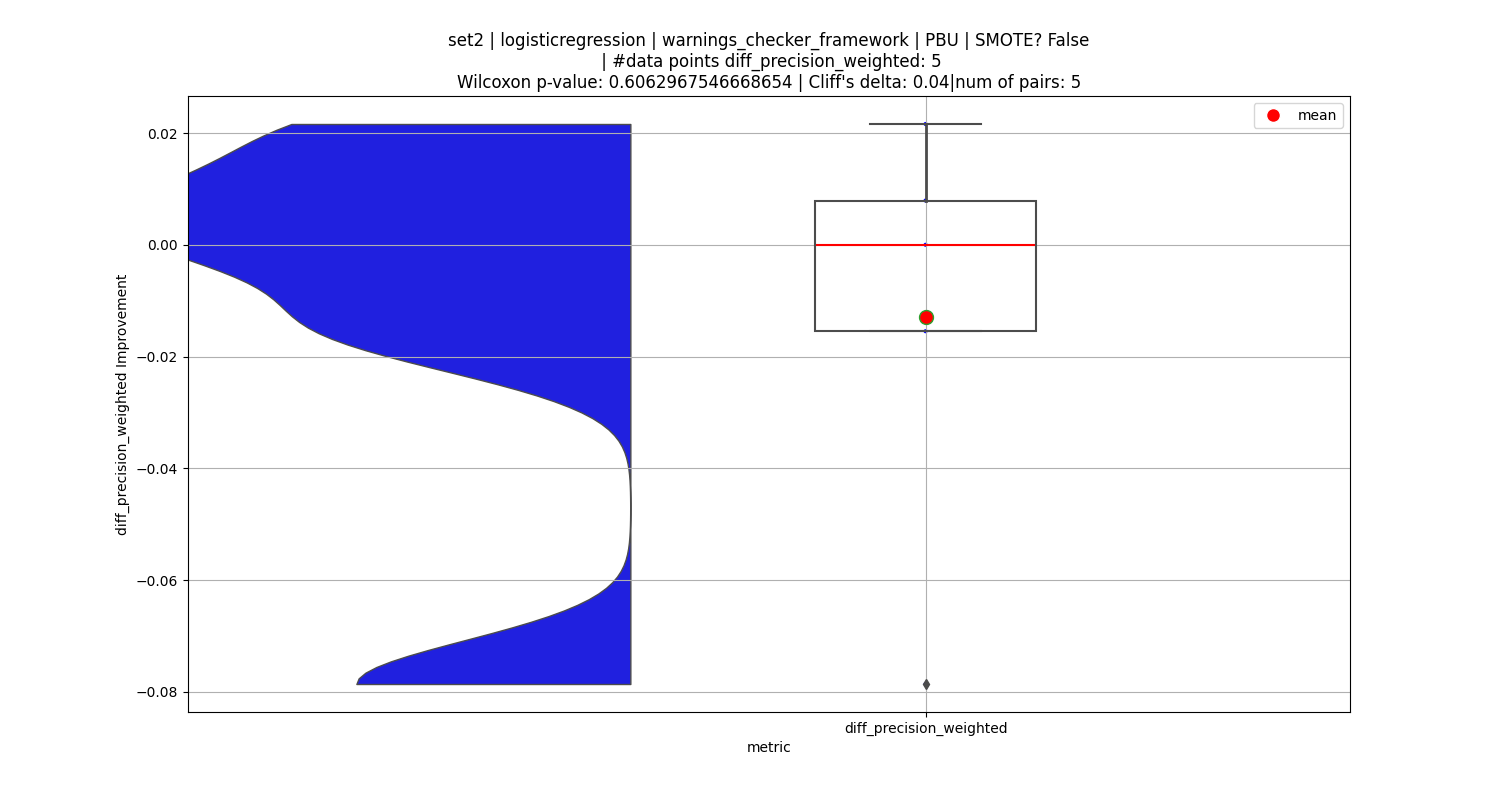 set2 | logisticregression | warnings_checker_framework | PBU | SMOTE? False
| #data points diff_precision_weighted: 5
Wilcoxon p-value: 0.6062967546668654 | Cliff's delta: 0.04|num of pairs: 5
mean
0.02
0.00
−0.02
−0.04
−0.06
−0.08
diff_precision_weighted Improvement
diff_precision_weighted
metric